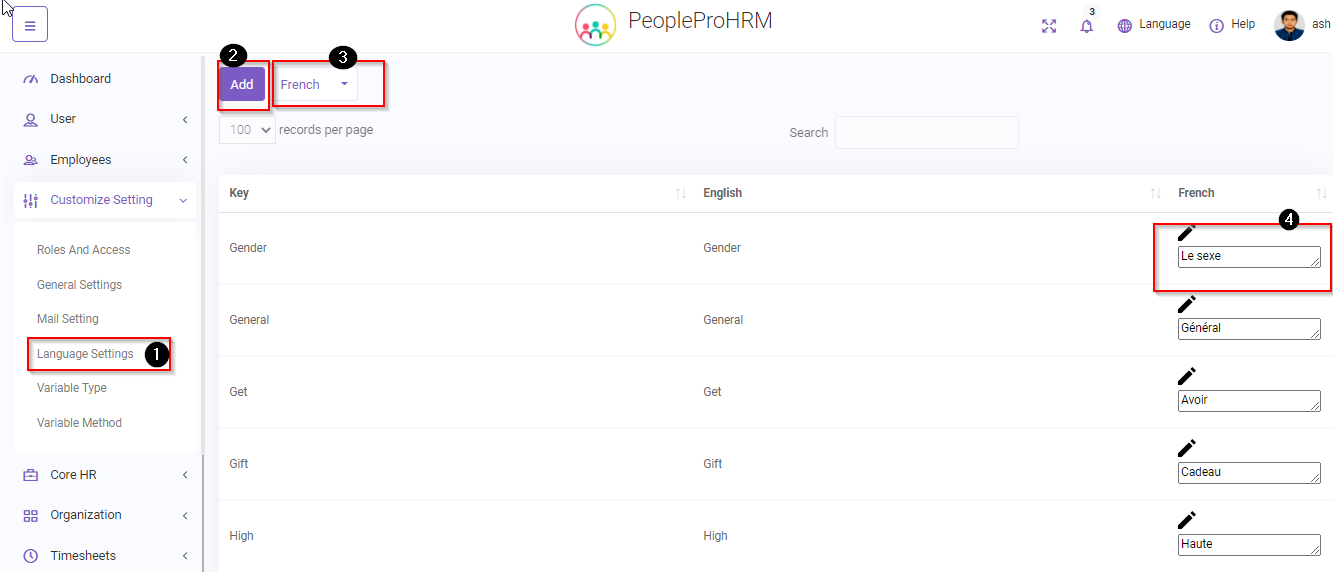 PeopleProHRM
3
Language
Help
ash
Dashboard
User
Employees
Customize Setting
Roles And Access
General Settings
Mail Setting
Language Settings 1
Variable Type
Variable Method
Core HR
Organization
Timesheets
2
3
Add
French
100 records per page
Search
Key English French
4
Gender Gender Le sexe
General General Général
Get Get Avoir
Gift Gift Cadeau
High High Haute